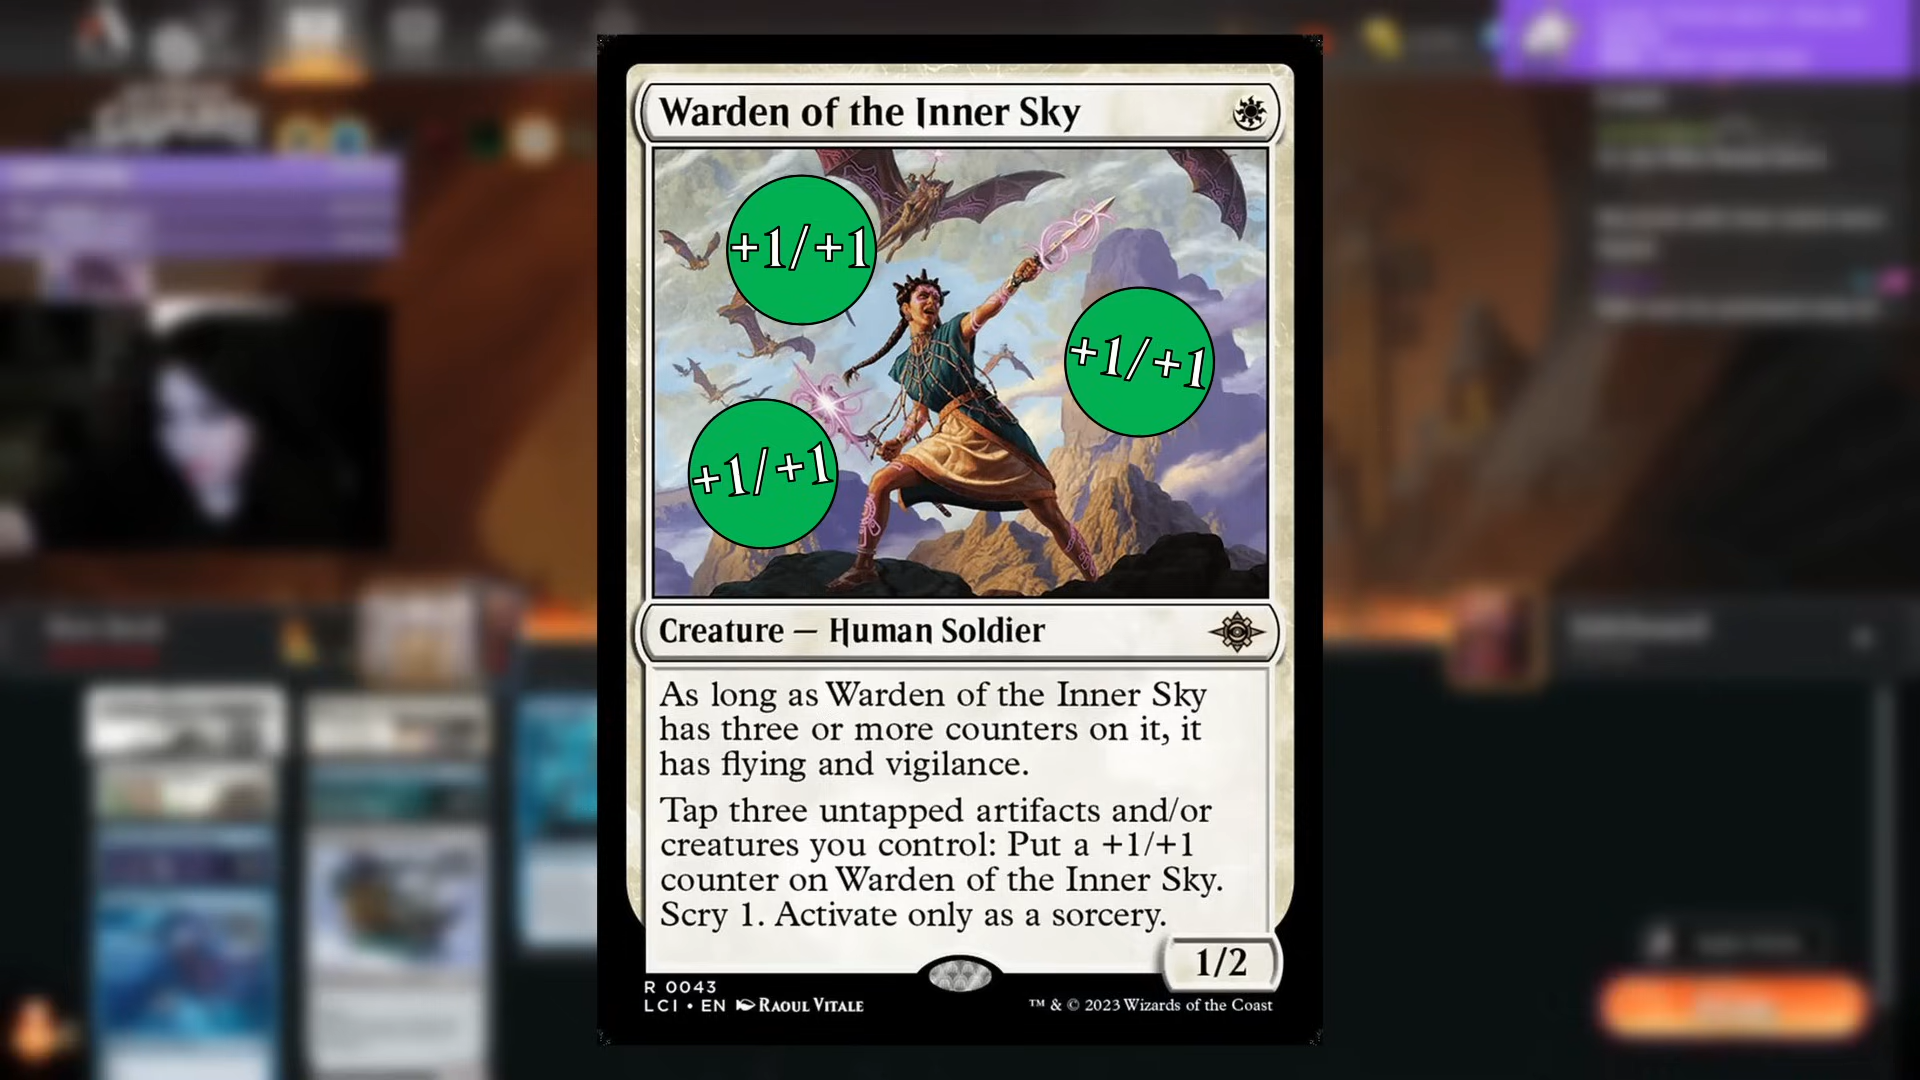 Warden of the Inner Sky
+1/+1
+1/+1
+1/+1
Creature — Human Soldier
As long as Warden of the Inner Sky
has three or more counters on it, it
has flying and vigilance.
Tap three untapped artifacts and/or
creatures you control: Put a +1/+1
counter on Warden of the Inner Sky.
Scry 1. Activate only as a sorcery.
1/2
R 0043
LCI • EN RAOUL VITALE
™ & © 2023 Wizards of the Coast